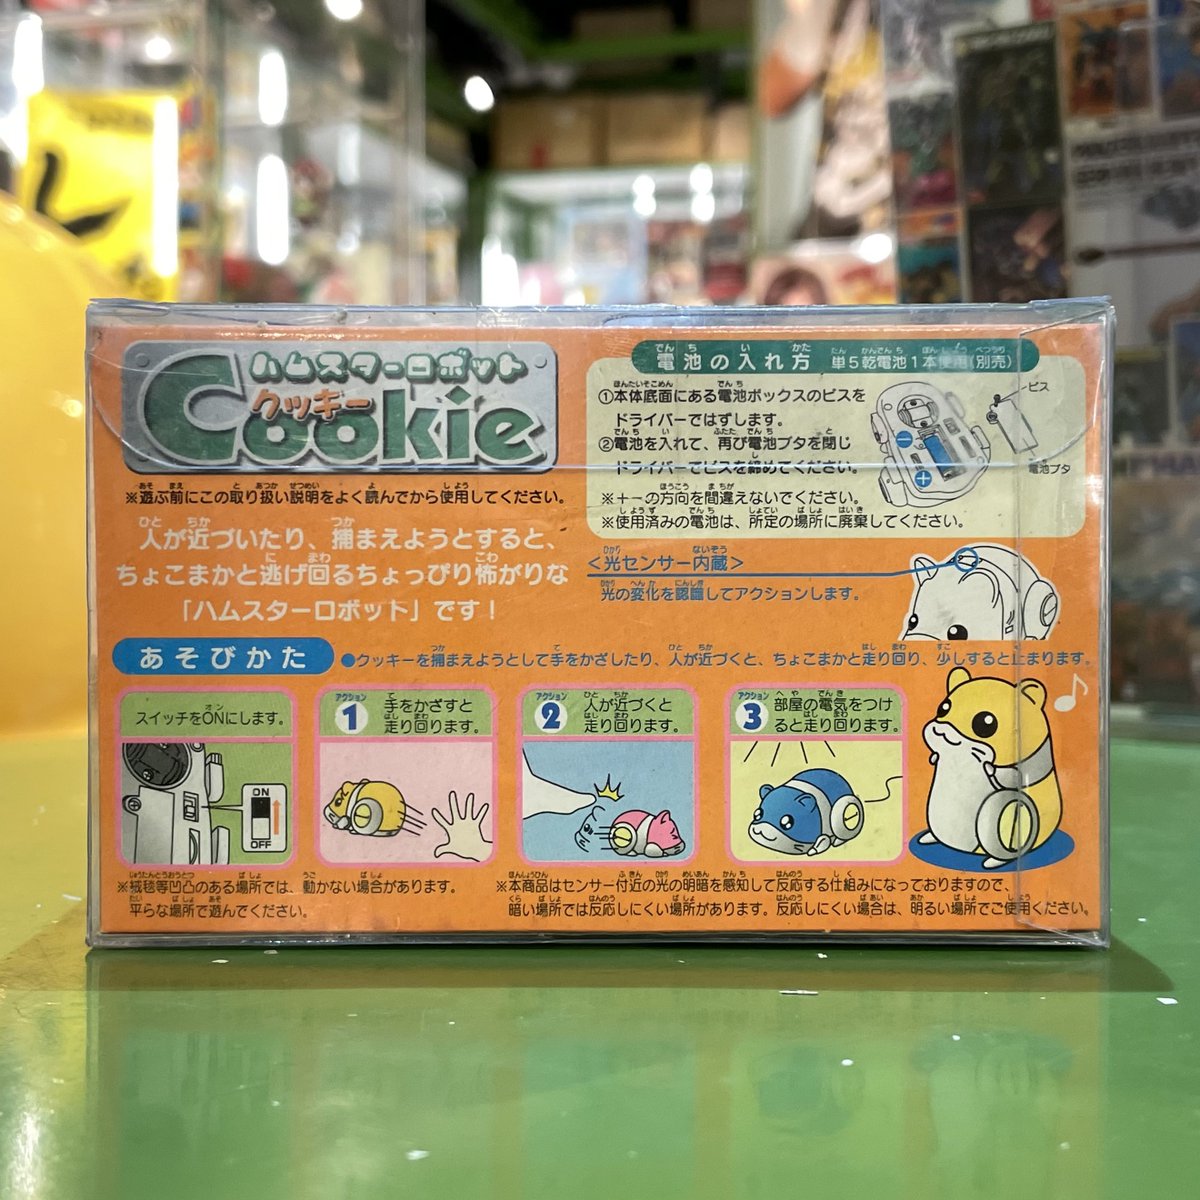 ハムスターロボット
クッキー
Cookie
※遊ぶ前にこの取り扱い説明をよく読んでから使用してください。
人が近づいたり、捕まえようとすると、
ちょこまかと逃げ回るちょっぴり怖がりな
「ハムスターロボット」です！
電池の入れ方 単5乾電池1本使用(別売)
①本体底面にある電池ボックスのビスを
ドライバーではずします。
②電池を入れて、再び電池ブタを閉じ
ドライバーでビスを締めてください。
※+-の方向を間違えないでください。
※使用済みの電池は、所定の場所に廃棄してください。
ビス
電池ブタ
<光センサー内蔵>
光の変化を認識してアクションします。
あそびかた
●クッキーを捕まえようとして手をかざしたり、人が近づくと、ちょこまかと走り回り、少しすると止まります。
スイッチをONにします。
ON
OFF
アクション
1
手をかざすと
走り回ります。
アクション
2
人が近づくと
走り回ります。
アクション
3
部屋の電気をつけ
ると走り回ります。
※絨毯等凹凸のある場所では、動かない場合があります。
平らな場所で遊んでください。
※本商品はセンサー付近の光の明暗を感知して反応する仕組みになっておりますので、
暗い場所では反応しにくい場所があります。反応しにくい場合は、明るい場所でご使用ください。